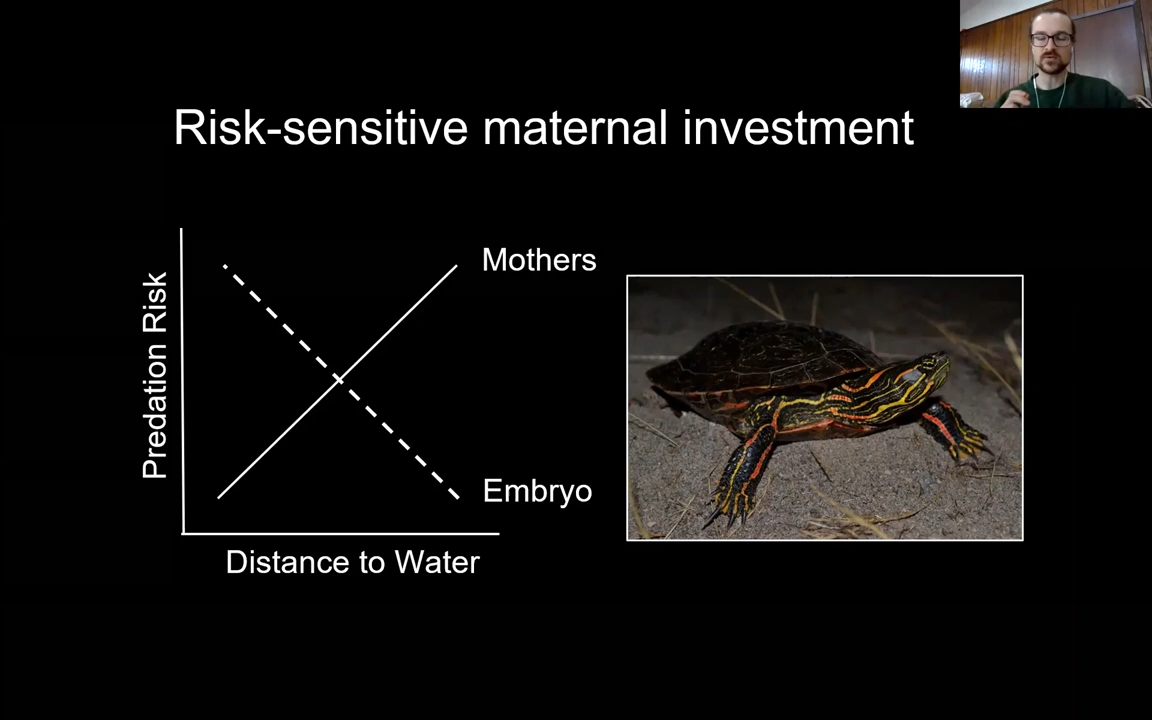 Risk-sensitive maternal investment
Predation Risk
Mothers
Embryo
Distance to Water